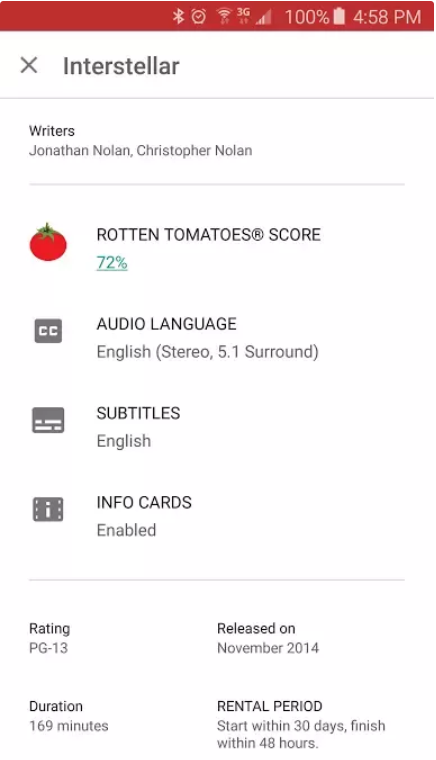 3G 100% 4:58 PM
Interstellar
Writers
Jonathan Nolan, Christopher Nolan
ROTTEN TOMATOES® SCORE
72%
CC
AUDIO LANGUAGE
English (Stereo, 5.1 Surround)
SUBTITLES
English
INFO CARDS
Enabled
Rating
PG-13
Released on
November 2014
Duration
169 minutes
RENTAL PERIOD
Start within 30 days, finish
within 48 hours.